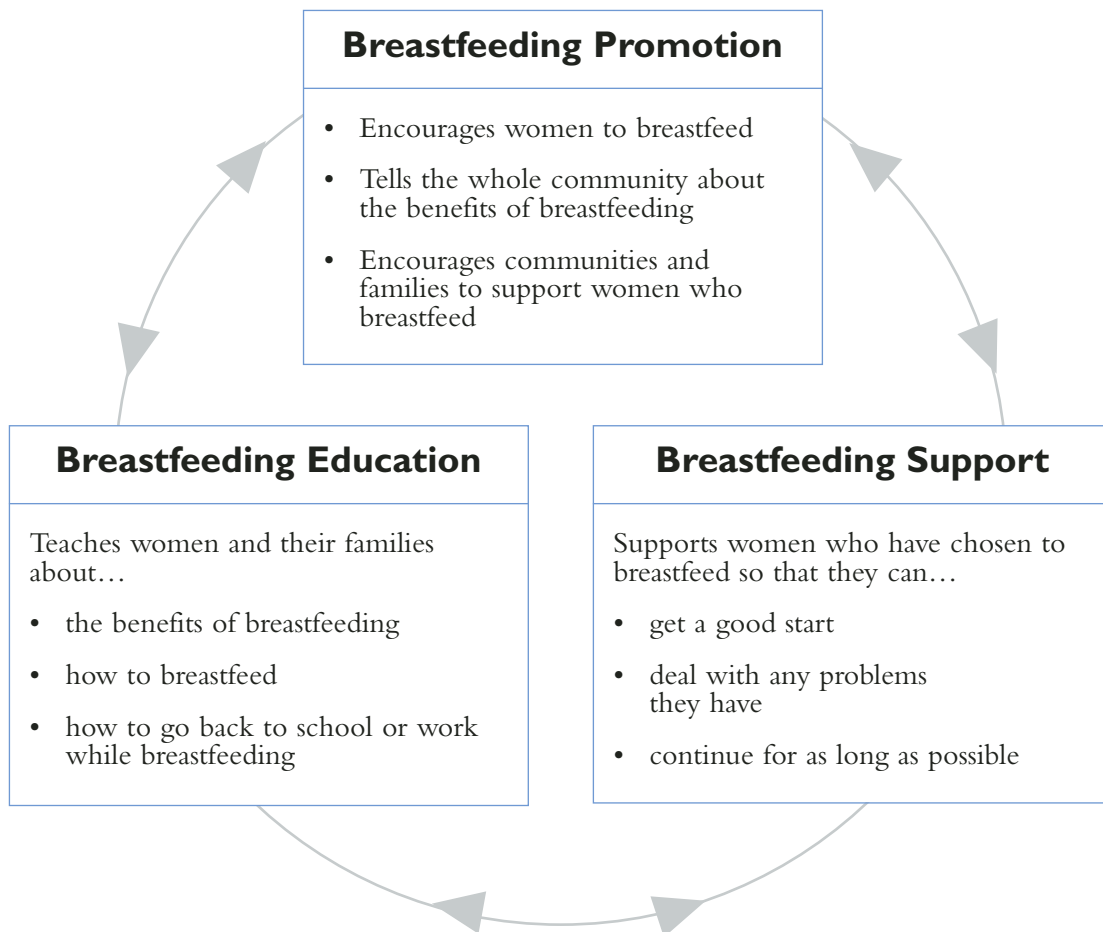 Breastfeeding Promotion
• Encourages women to breastfeed
• Tells the whole community about
the benefits of breastfeeding
• Encourages communities and
families to support women who
breastfeed
Breastfeeding Education
Teaches women and their families
about…
• the benefits of breastfeeding
• how to breastfeed
• how to go back to school or work
while breastfeeding
Breastfeeding Support
Supports women who have chosen to
breastfeed so that they can…
• get a good start
• deal with any problems
they have
• continue for as long as possible